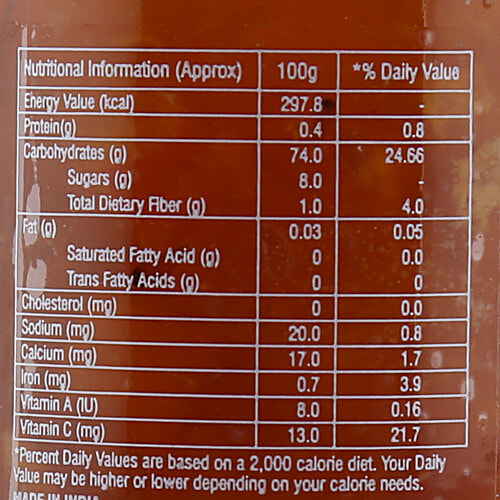 Nutritional Information (Approx) 100g *% Daily Value
Energy Value (kcal) 297.8 -
Protein(g) 0.4 0.8
Carbohydrates (g) 74.0 24.66
Sugars (g) 8.0 -
Total Dietary Fiber (g) 1.0 4.0
Fat (g) 0.03 0.05
Saturated Fatty Acid (g) 0 0.0
Trans Fatty Acids (g) 0 0
Cholesterol (mg) 0 0.0
Sodium (mg) 20.0 0.8
Calcium (mg) 17.0 1.7
Iron (mg) 0.7 3.9
Vitamin A (IU) 8.0 0.16
Vitamin C (mg) 13.0 21.7
*Percent Daily Values are based on a 2,000 calorie diet. Your Daily
Value may be higher or lower depending on your calorie needs.
MADE IN INDIA